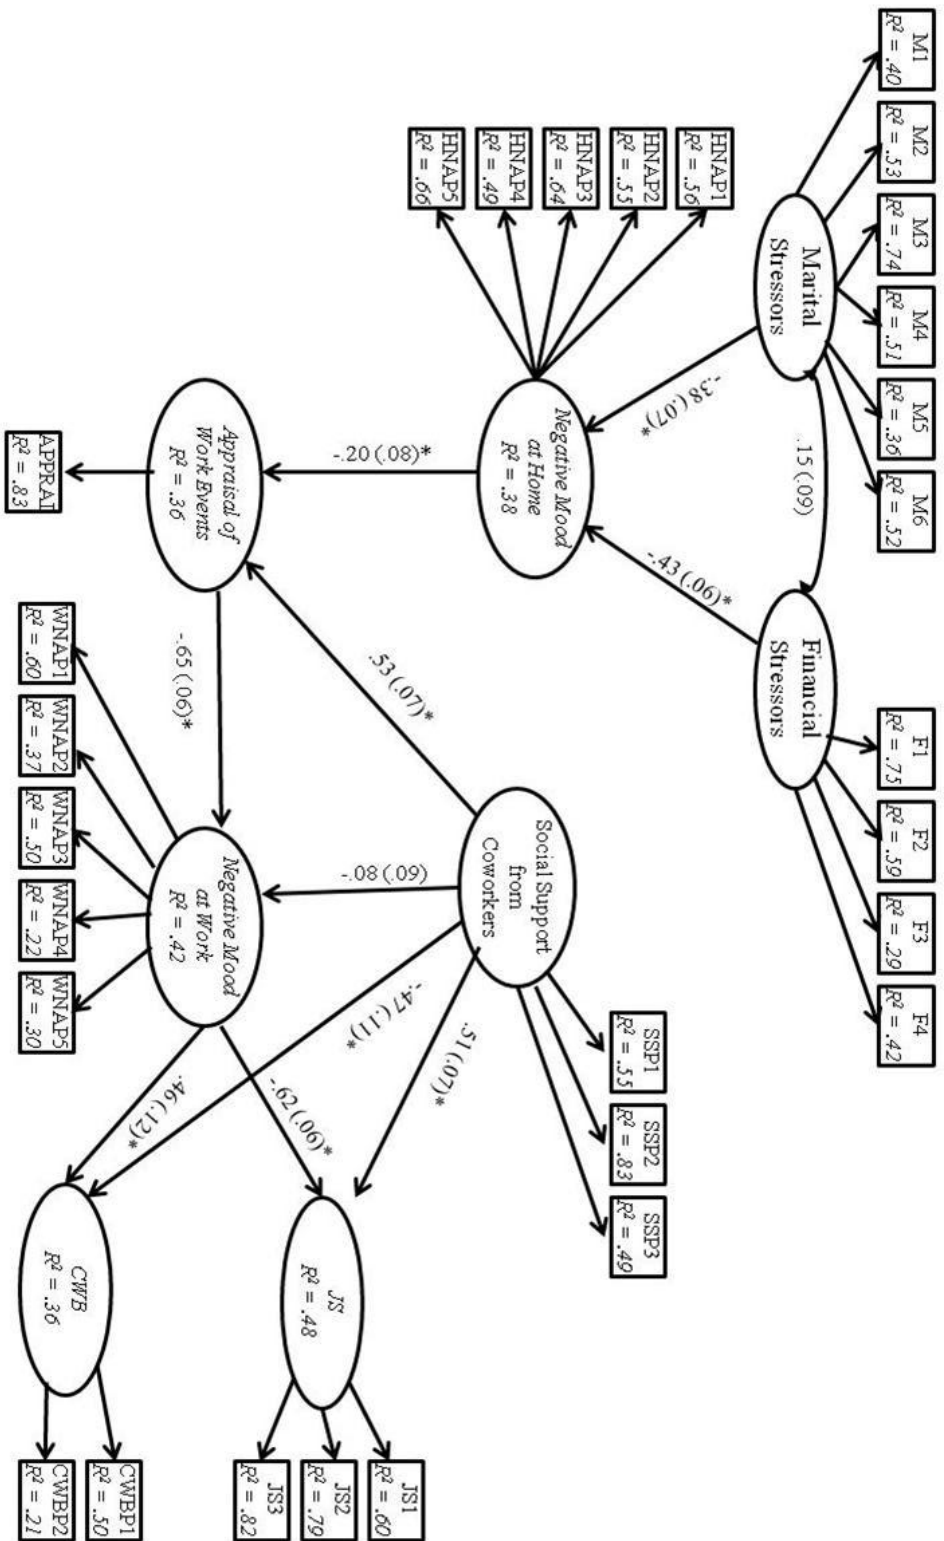 M1
R² = .40
M2
R² = .53
M3
R² = .74
M4
R² = .51
M5
R² = .36
M6
R² = .52
Marital
Stressors
.15 (.09)
Financial
Stressors
F1
R² = .75
F2
R² = .59
F3
R² = .29
F4
R² = .42
HNAP1
R² = .56
HNAP2
R² = .55
HNAP3
R² = .64
HNAP4
R² = .49
HNAP5
R² = .66
-.38 (.07)*
-.43 (.06)*
Negative Mood
at Home
R² = .38
-.20 (.08)*
Social Support
from
Coworkers
SSP1
R² = .55
SSP2
R² = .83
SSP3
R² = .49
.53 (.07)*
-.08 (.09)
-.47 (.11)*
.51 (.07)*
Appraisal of
Work Events
R² = .36
-.65 (.06)*
Negative Mood
at Work
R² = .42
-.62 (.06)*
.46 (.12)*
JS
R² = .48
JS1
R² = .60
JS2
R² = .79
JS3
R² = .82
CWB
R² = .36
CWBP1
R² = .50
CWBP2
R² = .21
APPRAI
R² = .83
WNAP1
R² = .60
WNAP2
R² = .37
WNAP3
R² = .50
WNAP4
R² = .22
WNAP5
R² = .30